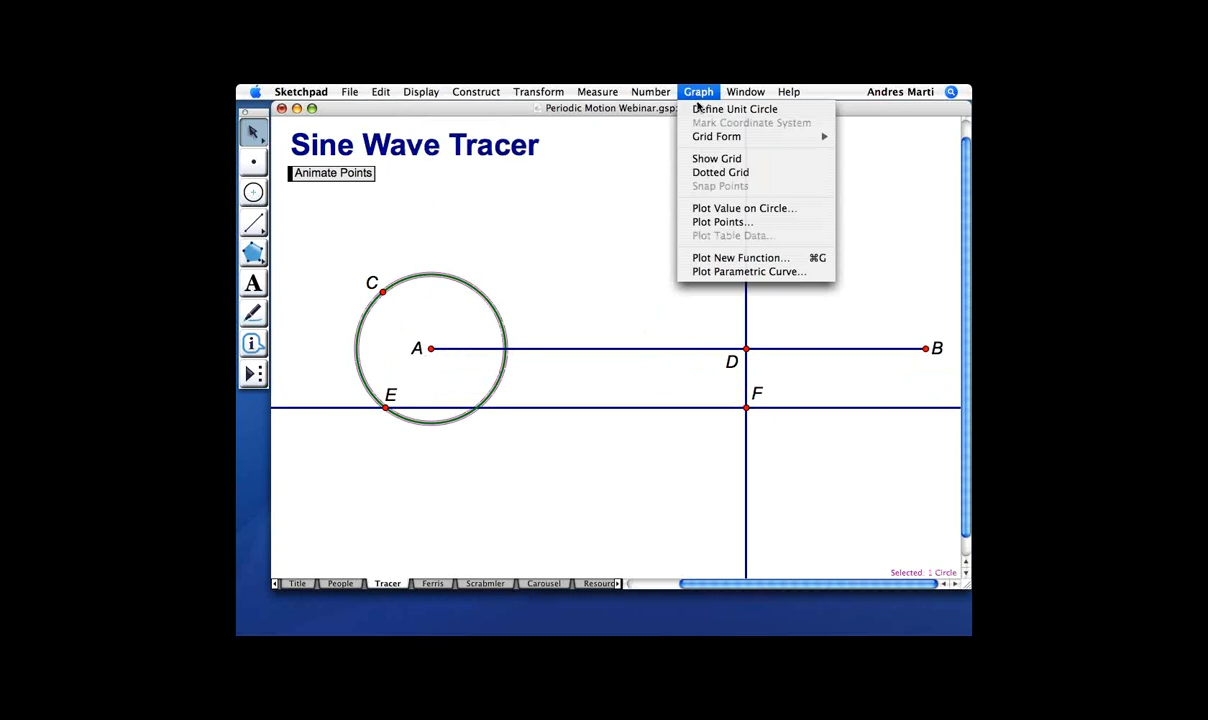 Sketchpad File Edit Display Construct Transform Measure Number Graph Window Help Andres Marti
Periodic Motion Webinar.gsp:
Define Unit Circle
Mark Coordinate System
Grid Form
Show Grid
Dotted Grid
Snap Points
Plot Value on Circle...
Plot Points...
Plot Table Data...
Plot New Function... ⌘G
Plot Parametric Curve...
Sine Wave Tracer
Animate Points
C
A
D
B
E
F
A
Selected: 1 Circle
Title People Tracer Ferris Scrabmler Carousel Resourc